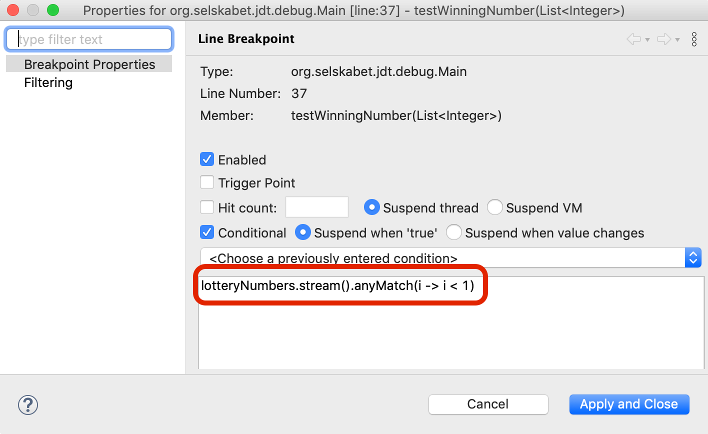 Properties for org.selskabet.jdt.debug.Main [line:37] - testWinningNumber(List<Integer>)
type filter text
Breakpoint Properties
Filtering
Line Breakpoint
Type: org.selskabet.jdt.debug.Main
Line Number: 37
Member: testWinningNumber(List<Integer>)
Enabled
Trigger Point
Hit count: Suspend thread Suspend VM
Conditional Suspend when 'true' Suspend when value changes
<Choose a previously entered condition>
lotteryNumbers.stream().anyMatch(i -> i < 1)
? Cancel Apply and Close